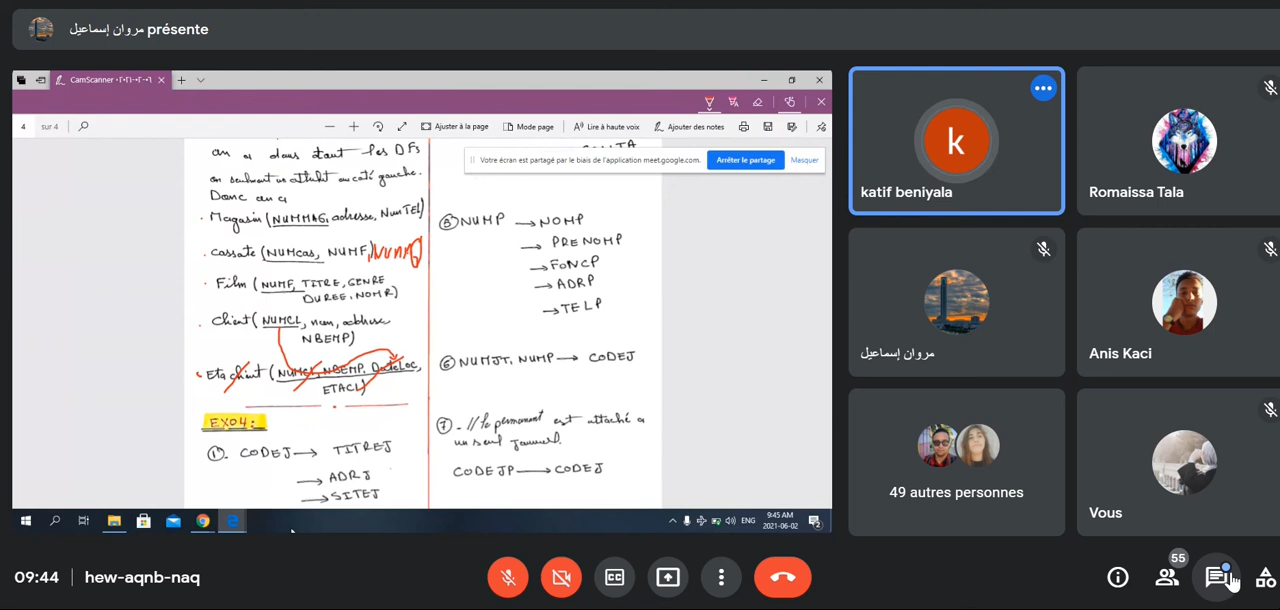 مروان إسماعيل présente
CamScanner ٠٢-٠٦-٢٠٢١
4 sur 4
Ajuster à la page
Mode page
Lire à haute voix
Ajouter des notes
Votre écran est partagé par le biais de l'application meet.google.com.
Arrêter le partage
Masquer
on a dans tout les DFs
on seulement un attribut au coté gauche.
Donc on a
. Magasin (NUMMAG, adresse, NumTEL)
. Cassate (NUMcas, NUMF), NUMMAG
. Film (NUMF, TITRE, GENRE
DUREE, NOMR)
. Client (NUMCL, nom, adresse
NBEMP)
Etaclient (NUMCL, NBEMP, DateLoc,
ETACL)
EX04:
① CODEJ → TITREJ
→ ADRJ
→ SITEJ
⑤ NUMP → NOMP
→ PRENOMP
→ FONCP
→ ADRP
→ TELP
⑥ NUMJT, NUMP → CODEJ
⑦ - // le permanent est attaché a
un seul journal.
CODEJP → CODEJ
ENG
9:45 AM
2021-06-02
2
k
katif beniyala
Romaissa Tala
مروان إسماعيل
Anis Kaci
49 autres personnes
Vous
09:44 | hew-aqnb-naq
55